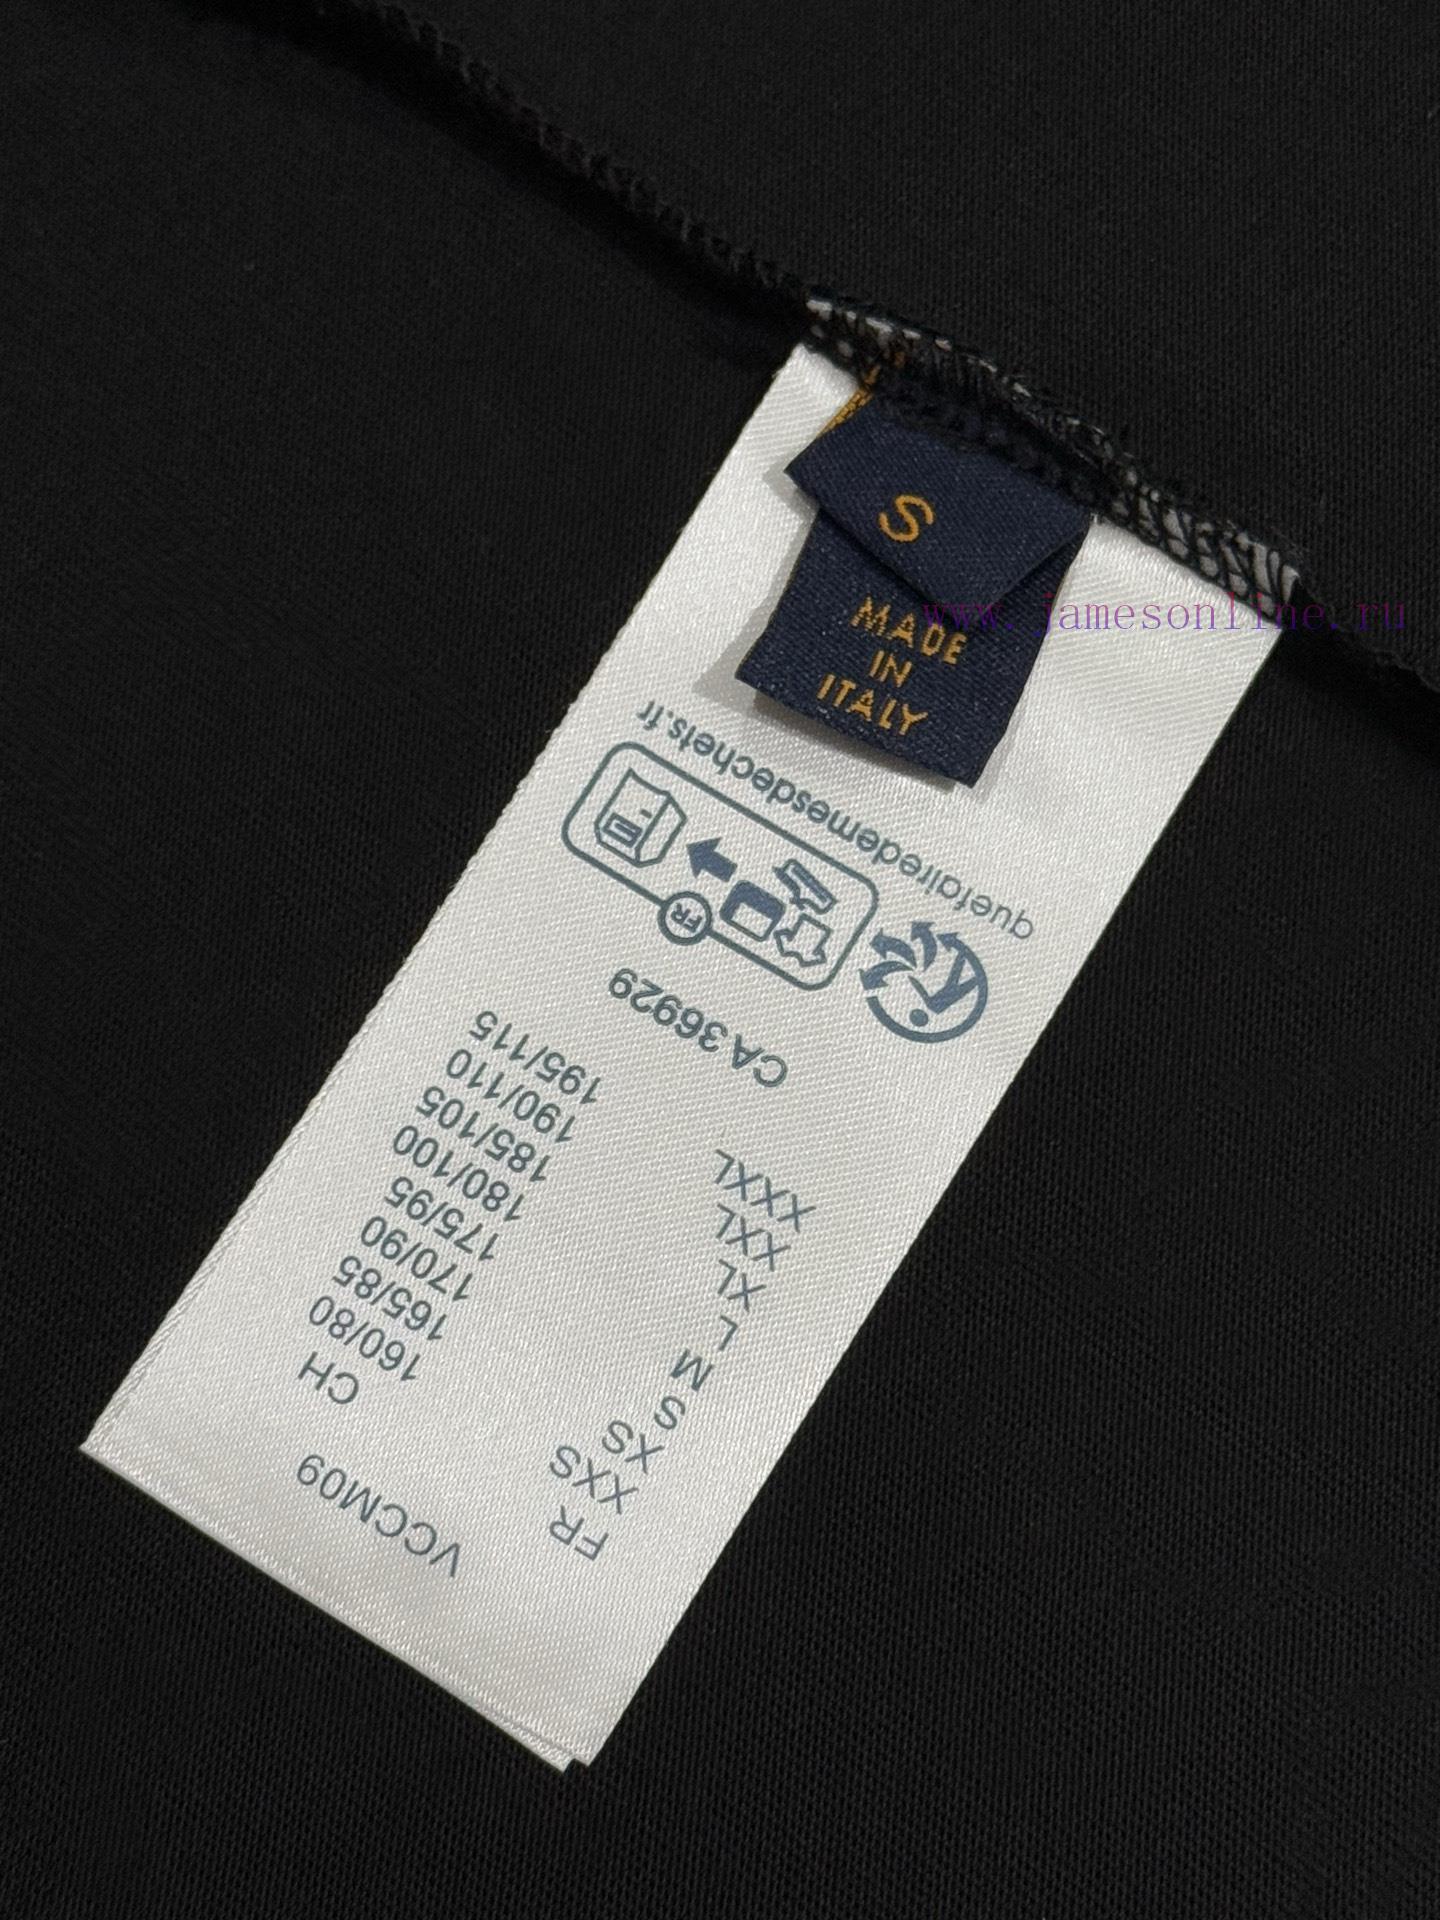 S
MADE
IN
ITALY
www.jamesonline.ru
VCCM09
FR CH
XXS 160/80
XS 165/85
S 170/90
M 175/95
L 180/100
XL 185/105
XXL 190/110
XXXL 195/115
CA 36929
FR
quefairedemesdechets.fr